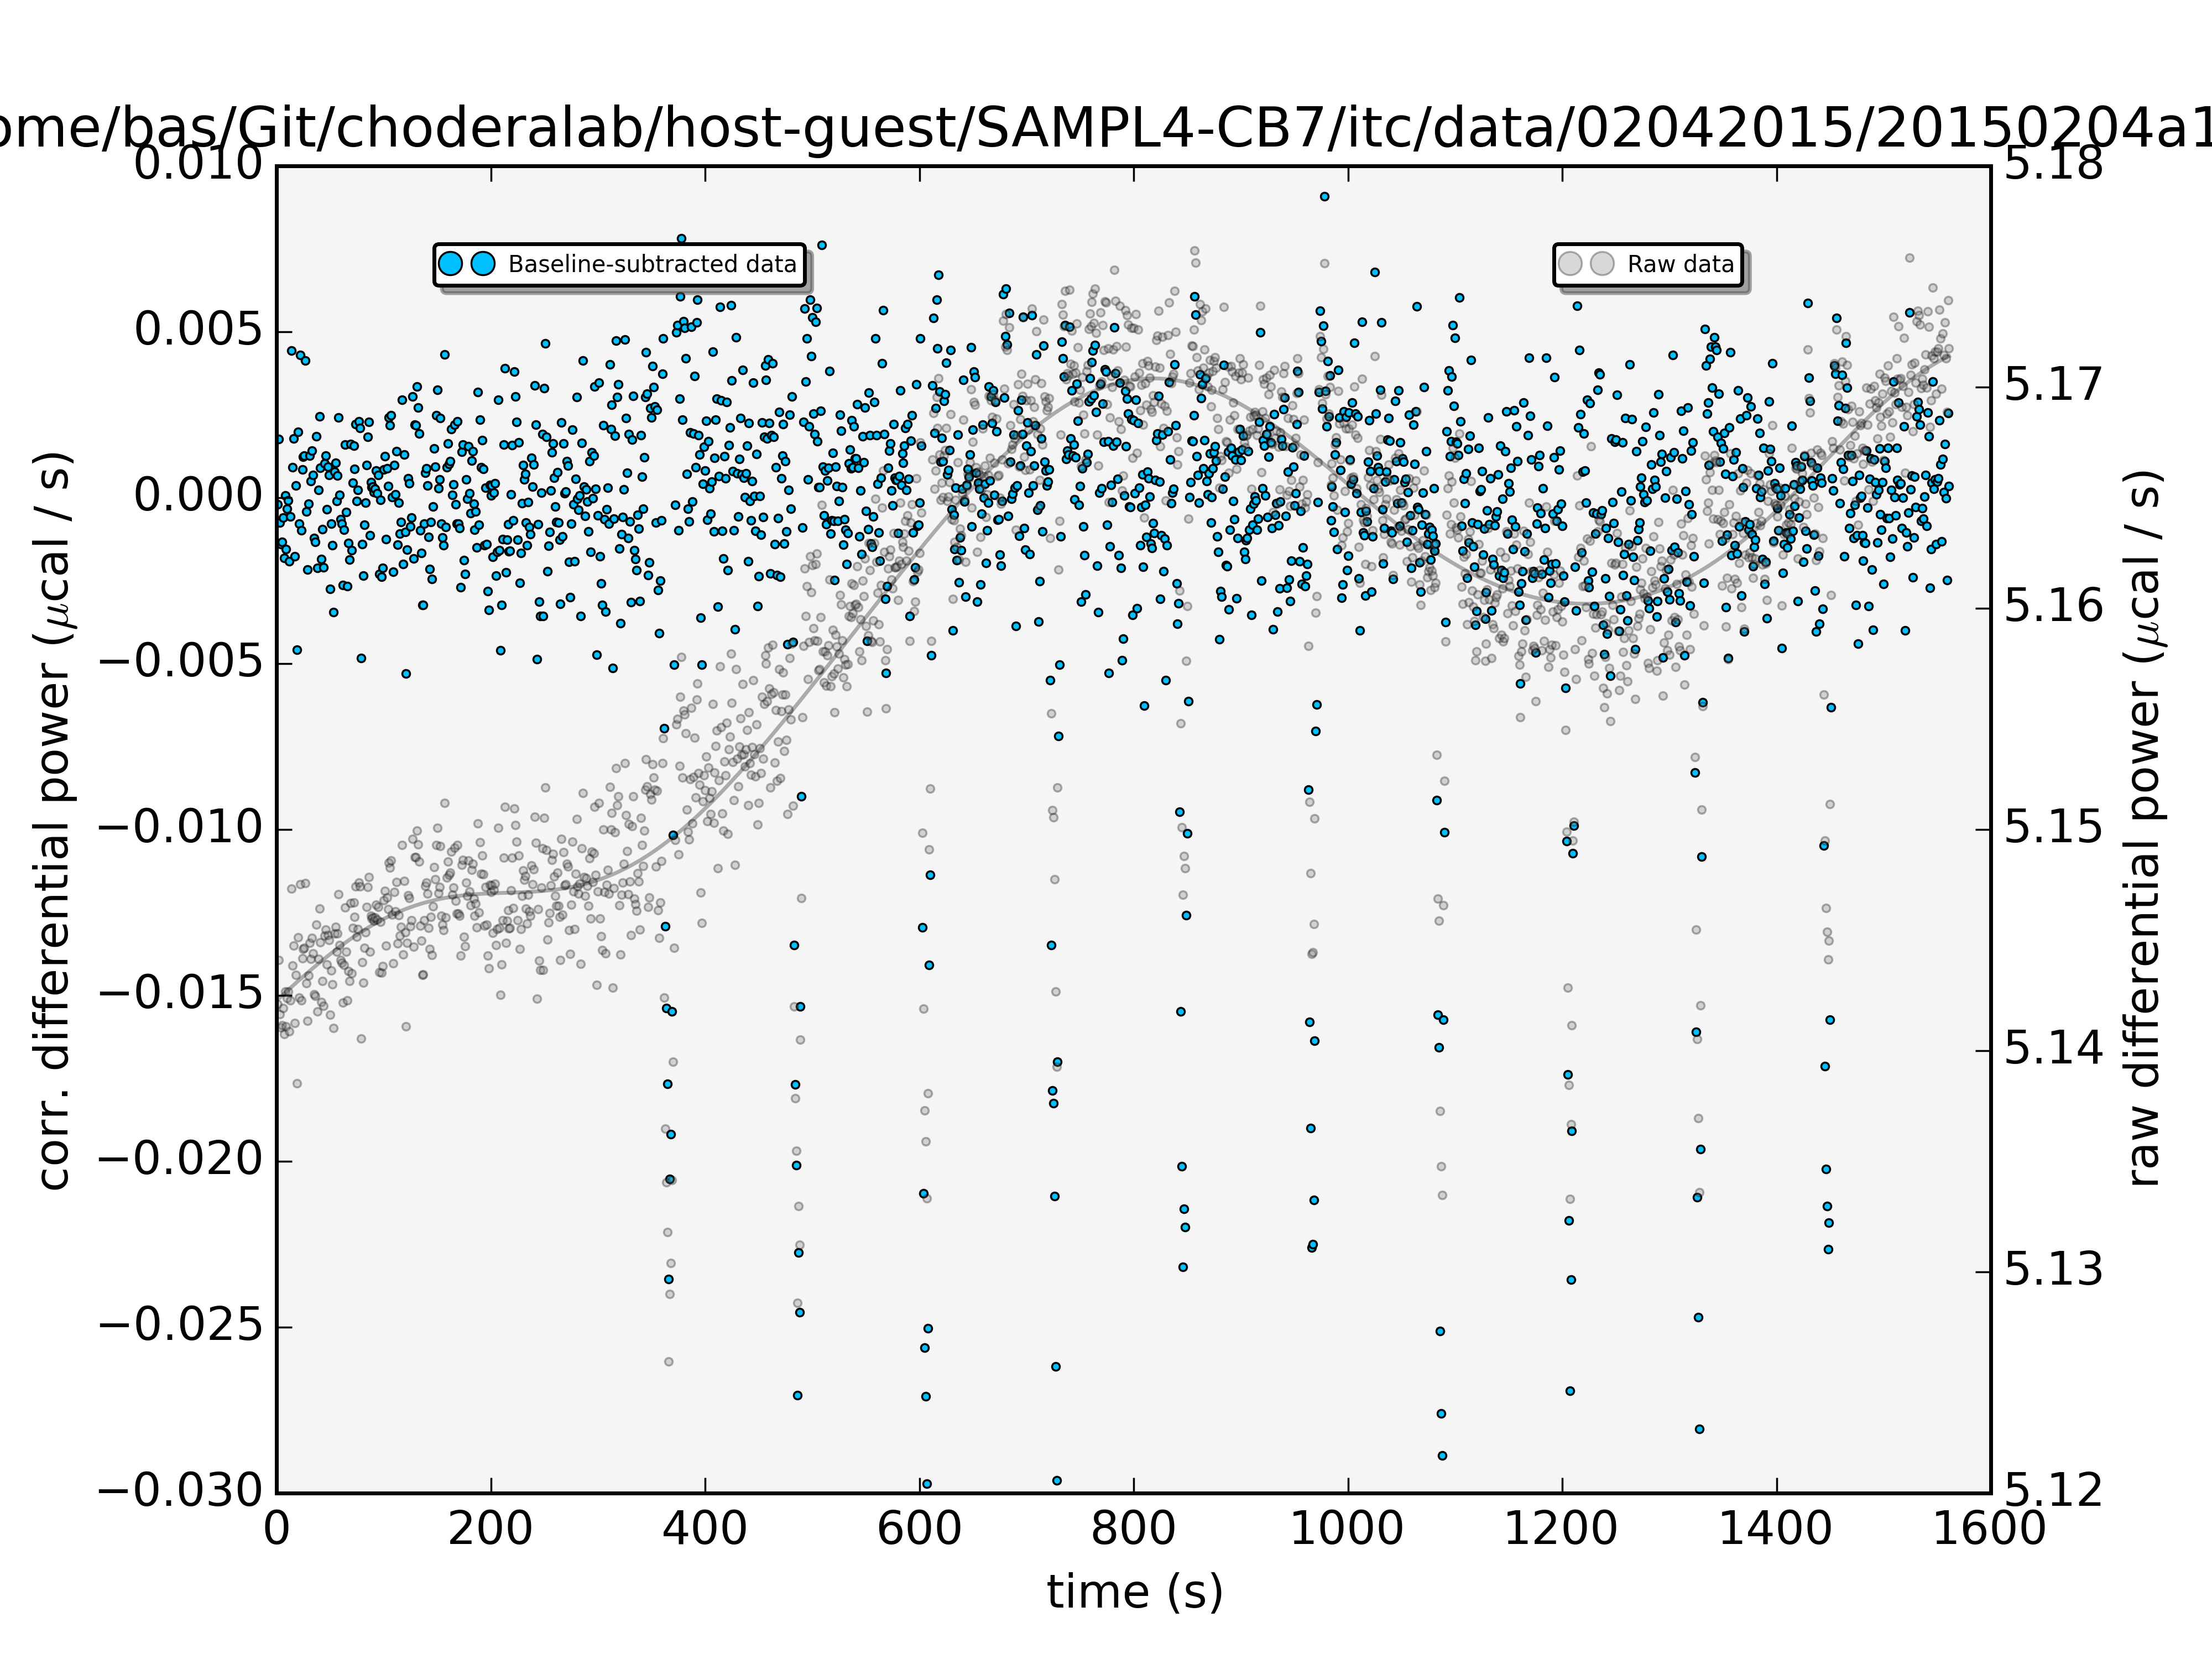 ome/bas/Git/choderalab/host-guest/SAMPL4-CB7/itc/data/02042015/20150204a1
0.010
0.005
0.000
−0.005
−0.010
−0.015
−0.020
−0.025
−0.030
corr. differential power (μcal / s)
Baseline-subtracted data
Raw data
5.18
5.17
5.16
5.15
5.14
5.13
5.12
raw differential power (μcal / s)
0 200 400 600 800 1000 1200 1400 1600
time (s)